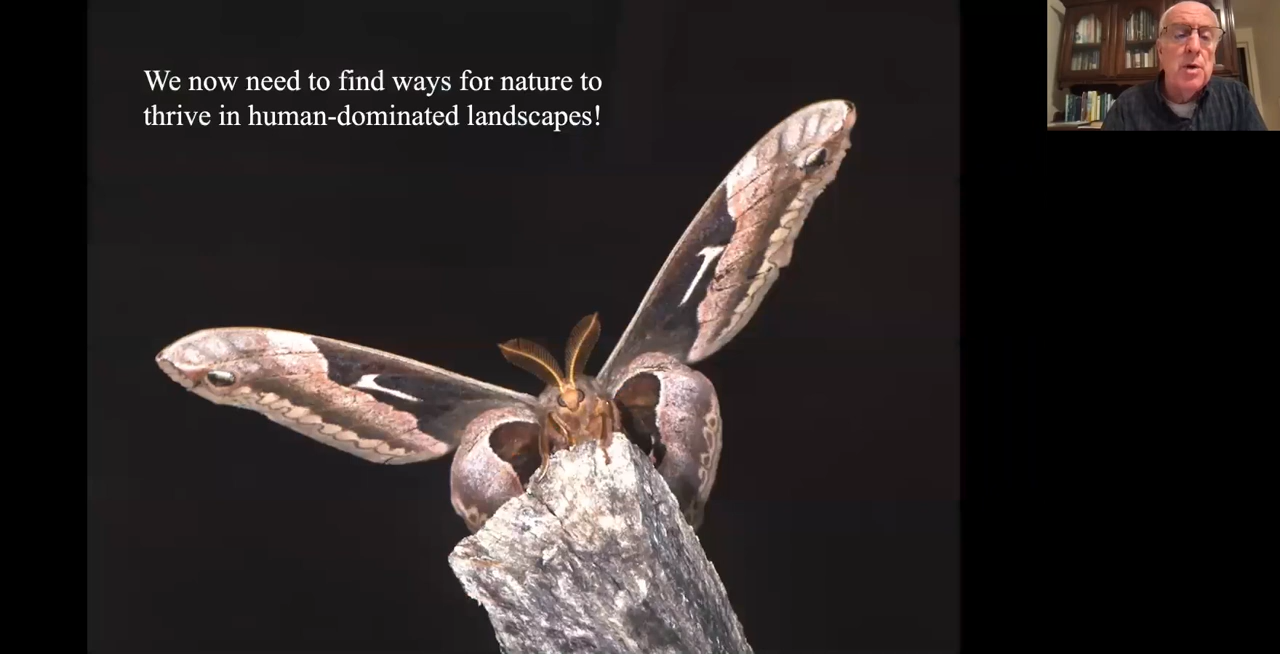 We now need to find ways for nature to
thrive in human-dominated landscapes!